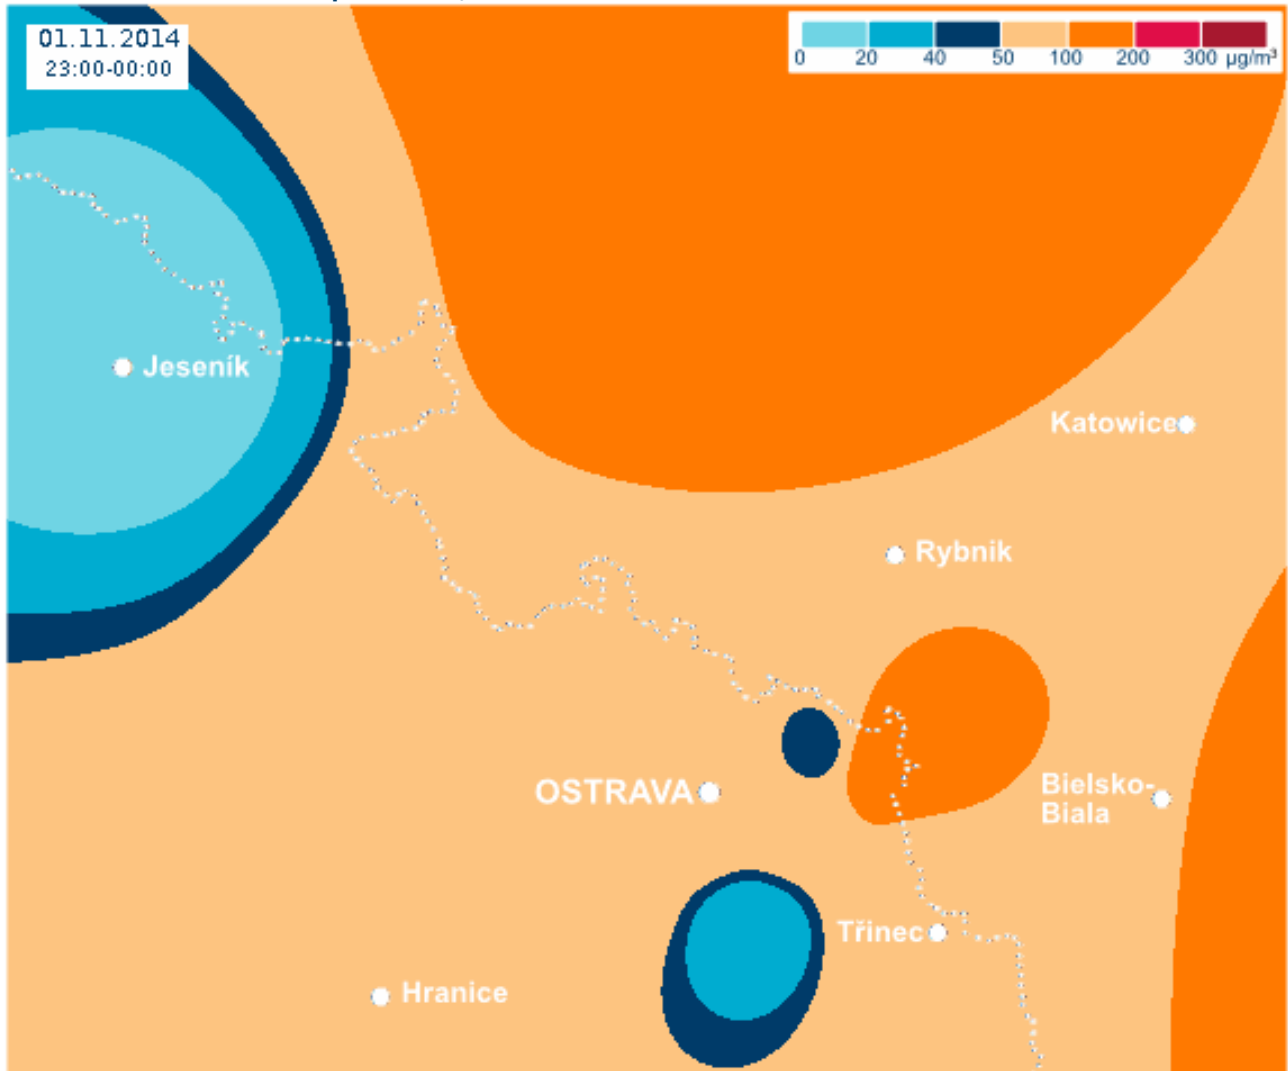 01.11.2014
23:00-00:00
0 20 40 50 100 200 300 µg/m³
Jeseník
Katowice
Rybnik
OSTRAVA
Bielsko-
Biala
Třinec
Hranice